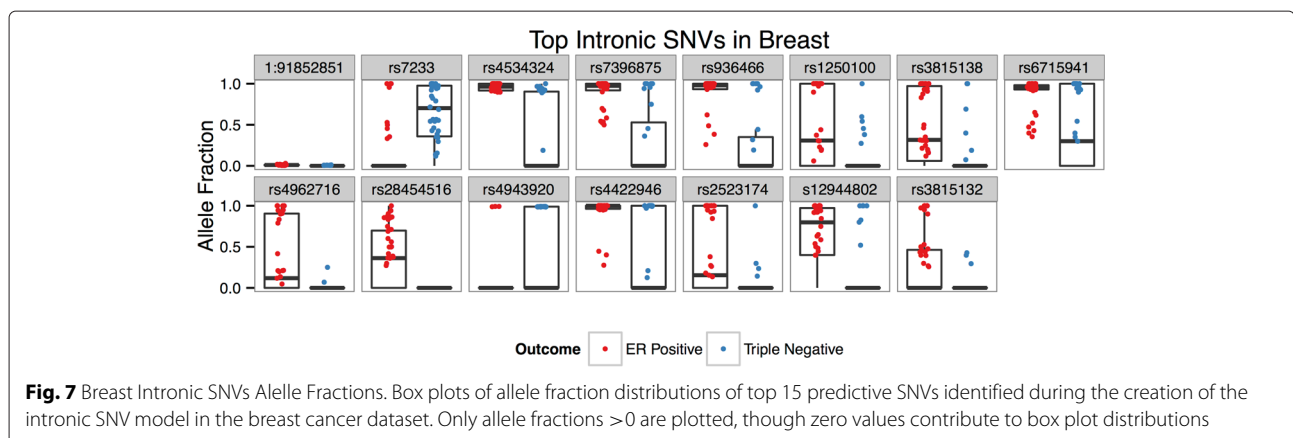 Top Intronic SNVs in Breast
1:91852851 rs7233 rs4534324 rs7396875 rs936466 rs1250100 rs3815138 rs6715941
1.0
0.5
0.0
rs4962716 rs28454516 rs4943920 rs4422946 rs2523174 s12944802 rs3815132
1.0
0.5
0.0
Allele Fraction
Outcome ER Positive Triple Negative
Fig. 7 Breast Intronic SNVs Alelle Fractions. Box plots of allele fraction distributions of top 15 predictive SNVs identified during the creation of the
intronic SNV model in the breast cancer dataset. Only allele fractions >0 are plotted, though zero values contribute to box plot distributions